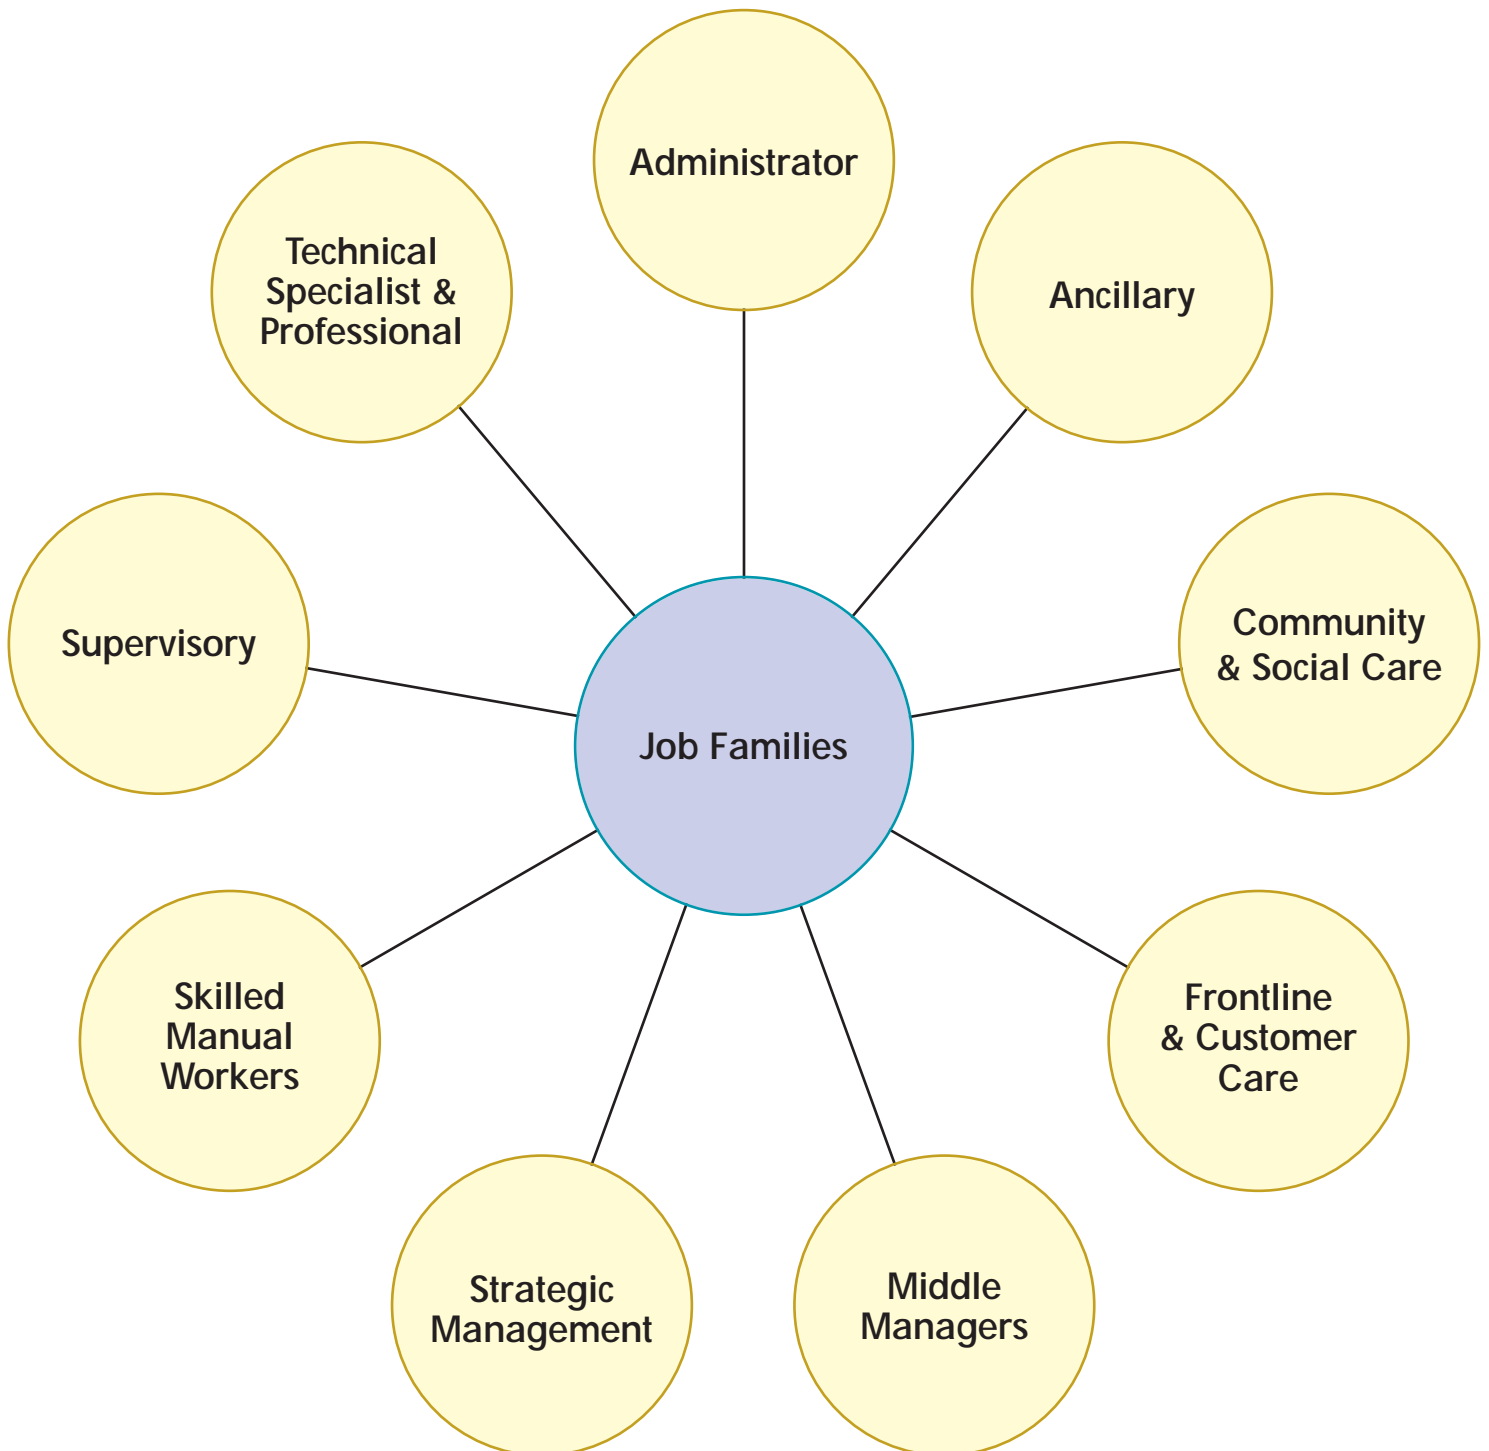 Administrator
Technical
Specialist &
Professional
Ancillary
Supervisory
Community
& Social Care
Job Families
Skilled
Manual
Workers
Frontline
& Customer
Care
Strategic
Management
Middle
Managers